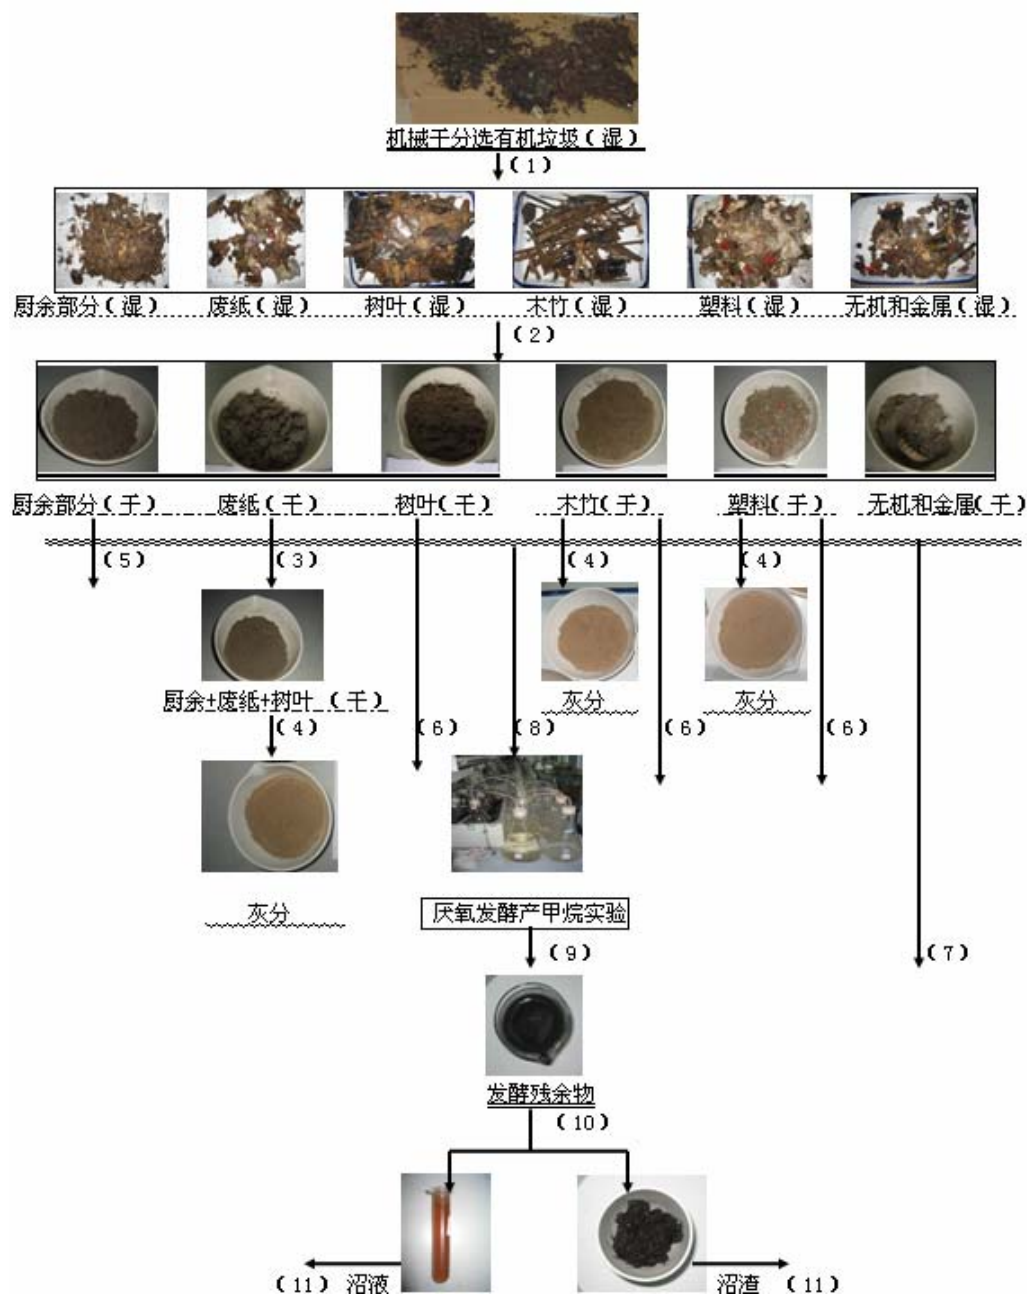 机械干分选有机垃圾(湿)
(1)
厨余部分(湿) 废纸(湿) 树叶(湿) 木竹(湿) 塑料(湿) 无机和金属(湿)
(2)
厨余部分(干) 废纸(干) 树叶(干) 木竹(干) 塑料(干) 无机和金属(干)
(5) (3) (4) (4)
厨余+废纸+树叶 (干) 灰分 灰分
(4) (6) (8) (6) (6)
灰分 厌氧发酵产甲烷实验
(9) (7)
发酵残余物
(10)
(11) 沼液 沼渣 (11)